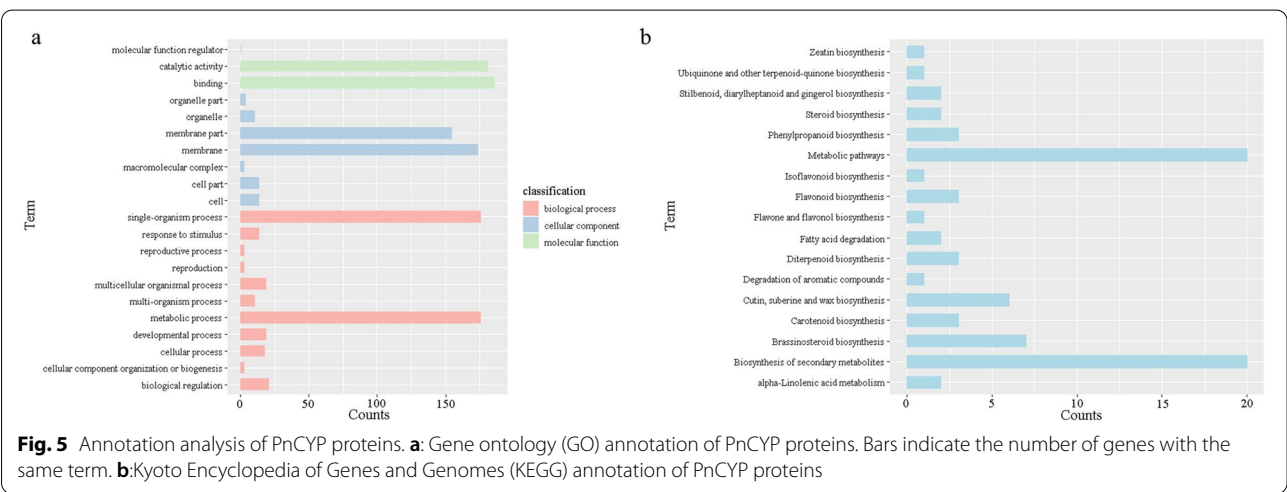 a
molecular function regulator
catalytic activity
binding
organelle part
organelle
membrane part
membrane
macromolecular complex
cell part
cell
single-organism process
response to stimulus
reproductive process
reproduction
multicellular organismal process
multi-organism process
metabolic process
developmental process
cellular process
cellular component organization or biogenesis
biological regulation
Term
0 50 100 150
Counts
classification
biological process
cellular component
molecular function
b
Zeatin biosynthesis
Ubiquinone and other terpenoid-quinone biosynthesis
Stilbenoid, diarylheptanoid and gingerol biosynthesis
Steroid biosynthesis
Phenylpropanoid biosynthesis
Metabolic pathways
Isoflavonoid biosynthesis
Flavonoid biosynthesis
Flavone and flavonol biosynthesis
Fatty acid degradation
Diterpenoid biosynthesis
Degradation of aromatic compounds
Cutin, suberine and wax biosynthesis
Carotenoid biosynthesis
Brassinosteroid biosynthesis
Biosynthesis of secondary metabolites
alpha-Linolenic acid metabolism
Term
0 5 10 15 20
Counts
Fig. 5 Annotation analysis of PnCYP proteins. a: Gene ontology (GO) annotation of PnCYP proteins. Bars indicate the number of genes with the
same term. b:Kyoto Encyclopedia of Genes and Genomes (KEGG) annotation of PnCYP proteins